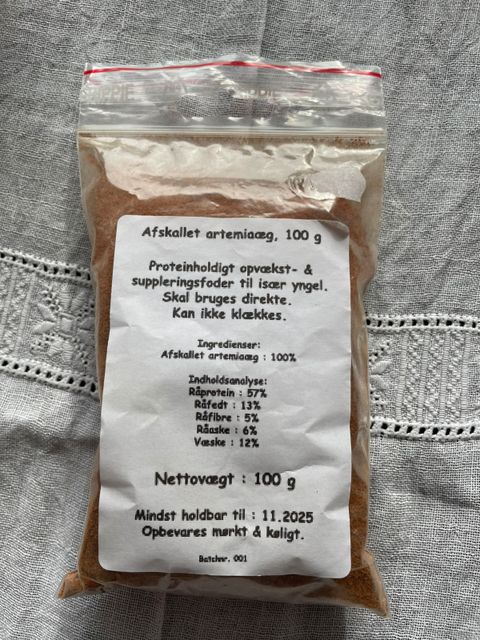 Afskallet artemiaæg, 100 g
Proteinholdigt opvækst- &
suppleringsfoder til især yngel.
Skal bruges direkte.
Kan ikke klækkes.
Ingredienser:
Afskallet artemiaæg : 100%
Indholdsanalyse:
Råprotein : 57%
Råfedt : 13%
Råfibre : 5%
Råaske : 6%
Væske : 12%
Nettovægt : 100 g
Mindst holdbar til : 11.2025
Opbevares mørkt & køligt.
Batchnr. 001